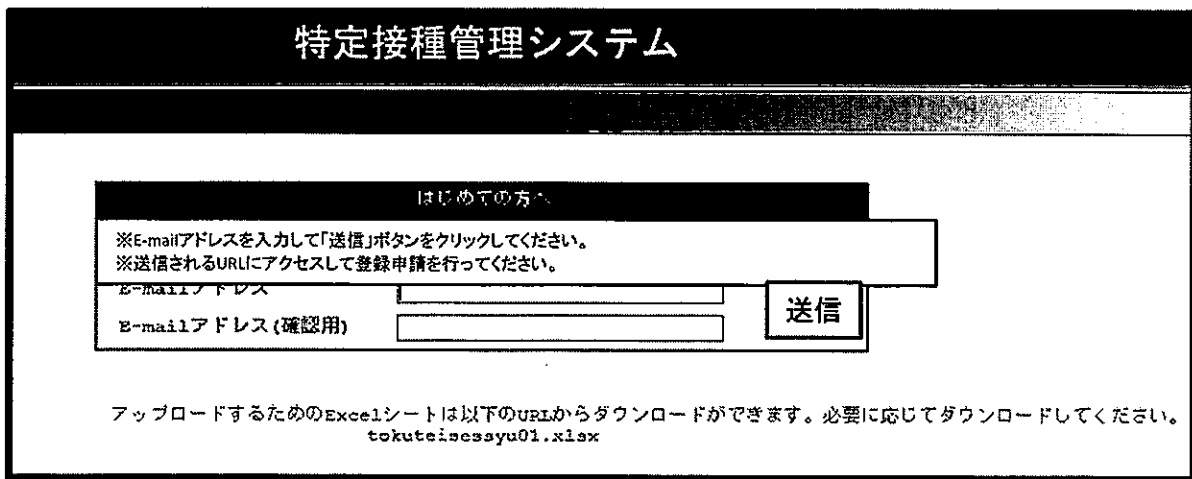 特定接種管理システム
はじめての方へ
※E-mailアドレスを入力して「送信」ボタンをクリックしてください。
※送信されるURLにアクセスして登録申請を行ってください。
E-mailアドレス
送信
E-mailアドレス(確認用)
アップロードするためのExcelシートは以下のURLからダウンロードができます。必要に応じてダウンロードしてください。
tokuteisessyu01.xlsx